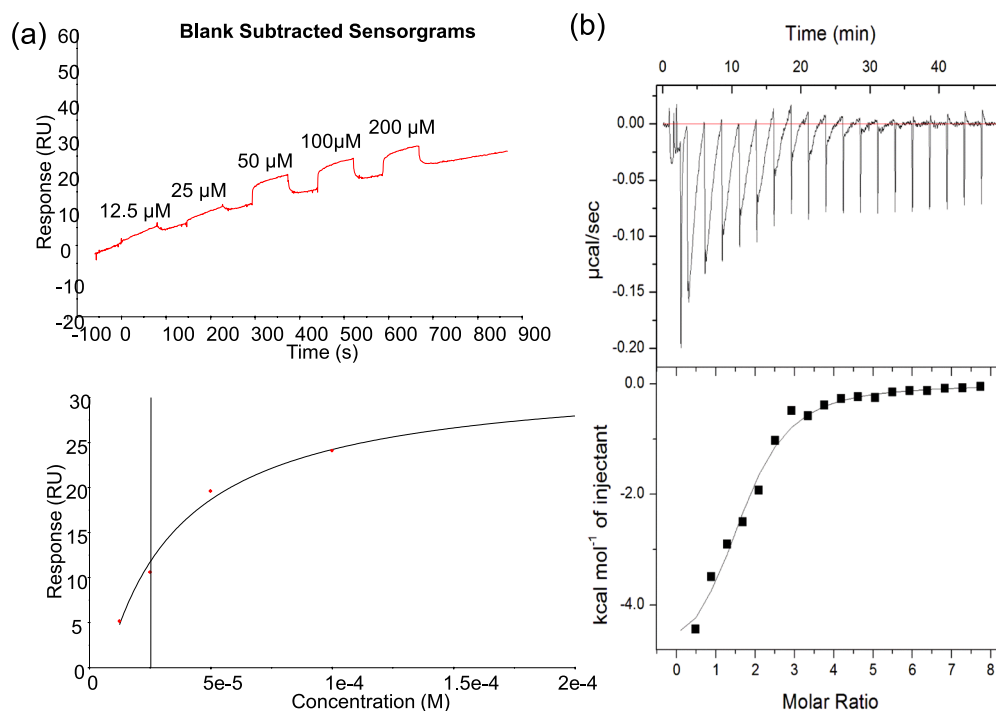 (a)
Blank Subtracted Sensorgrams
Response (RU)
60
50
40
30
20
10
0
-10
-20
12.5 µM
25 µM
50 µM
100µM
200 µM
-100 0 100 200 300 400 500 600 700 800 900
Time (s)
Response (RU)
30
25
20
15
10
5
0
0 5e-5 1e-4 1.5e-4 2e-4
Concentration (M)
(b)
Time (min)
0 10 20 30 40
µcal/sec
0.00
-0.05
-0.10
-0.15
-0.20
kcal mol⁻¹ of injectant
0.0
-2.0
-4.0
0 1 2 3 4 5 6 7 8
Molar Ratio